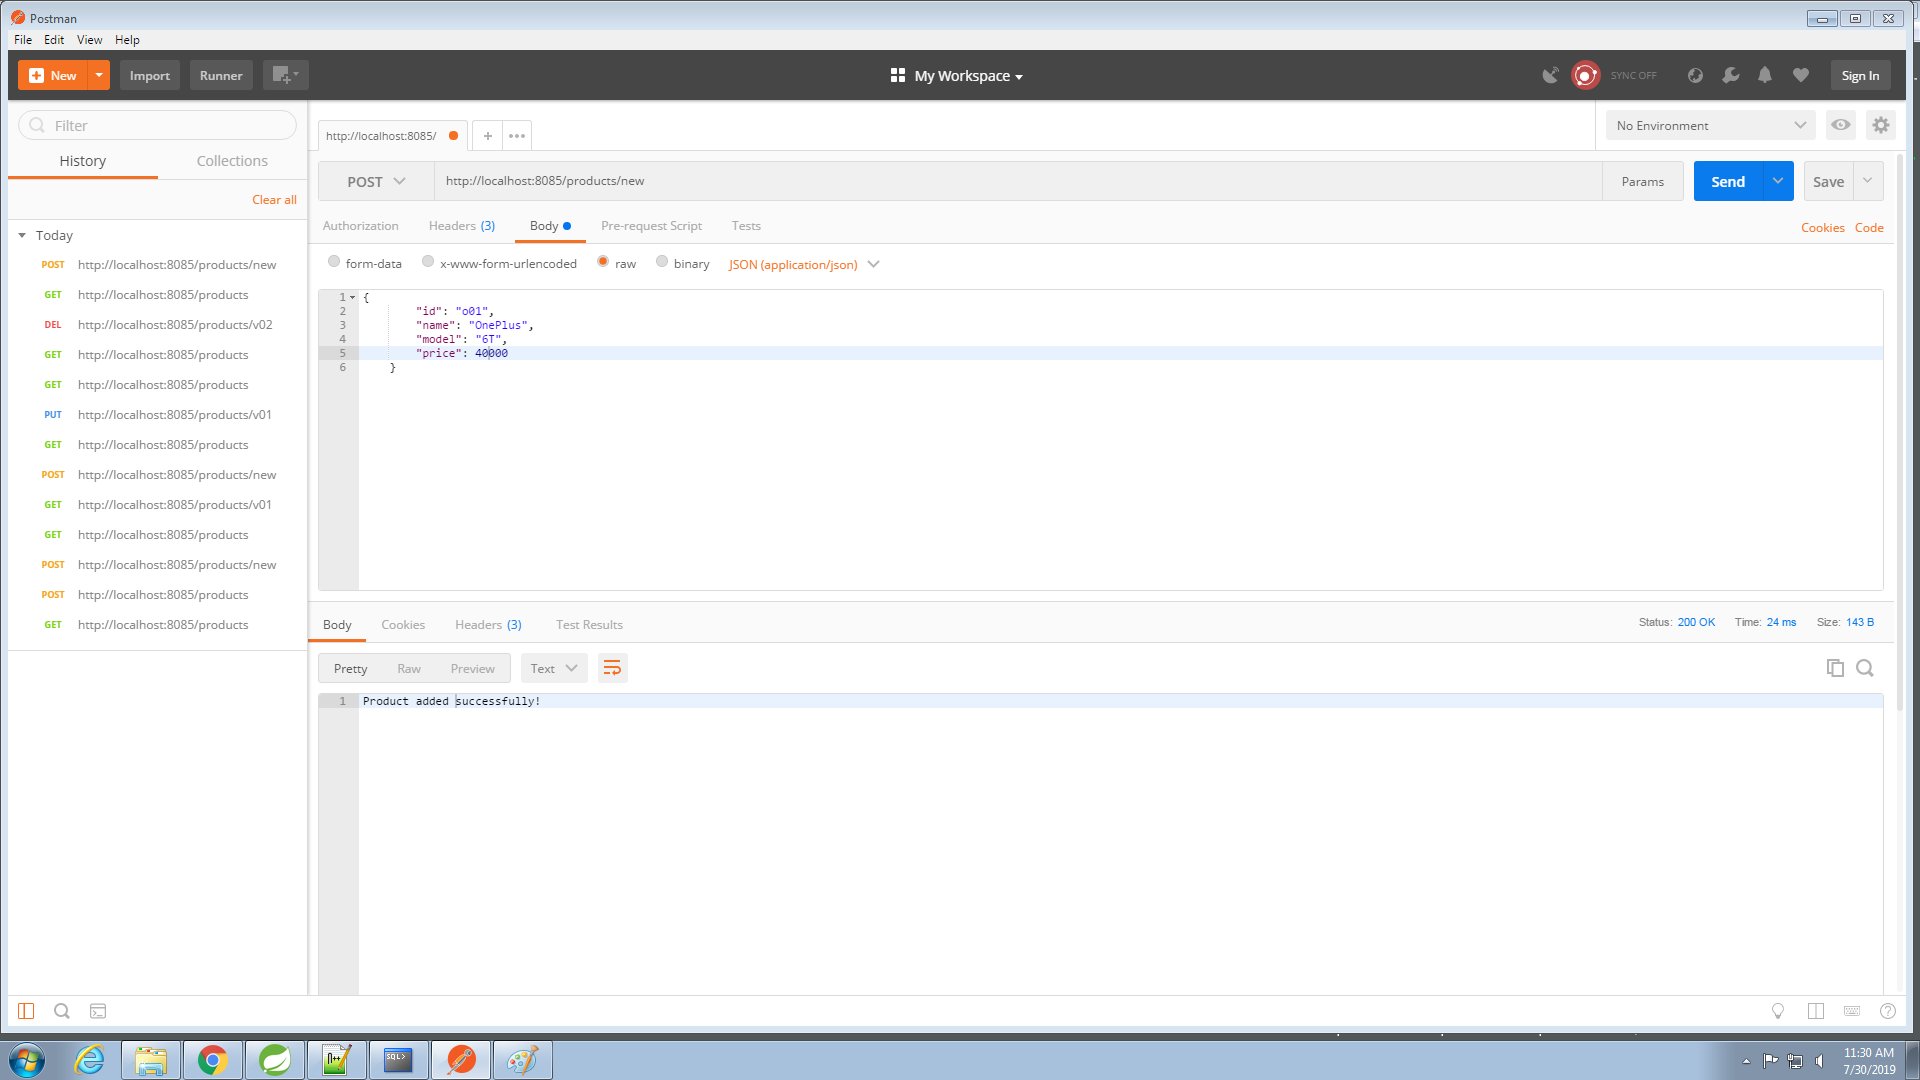 Postman
File Edit View Help
New Import Runner My Workspace SYNC OFF Sign In
Filter
History Collections
Clear all
Today
POST http://localhost:8085/products/new
GET http://localhost:8085/products
DEL http://localhost:8085/products/v02
GET http://localhost:8085/products
GET http://localhost:8085/products
PUT http://localhost:8085/products/v01
GET http://localhost:8085/products
POST http://localhost:8085/products/new
GET http://localhost:8085/products/v01
GET http://localhost:8085/products
POST http://localhost:8085/products/new
POST http://localhost:8085/products
GET http://localhost:8085/products
http://localhost:8085/ + ••• No Environment
POST http://localhost:8085/products/new Params Send Save
Authorization Headers (3) Body Pre-request Script Tests Cookies Code
form-data x-www-form-urlencoded raw binary JSON (application/json)
1 {
2 "id": "o01",
3 "name": "OnePlus",
4 "model": "6T",
5 "price": 40000
6 }
Body Cookies Headers (3) Test Results Status: 200 OK Time: 24 ms Size: 143 B
Pretty Raw Preview Text
1 Product added successfully!
SQL>
11:30 AM
7/30/2019